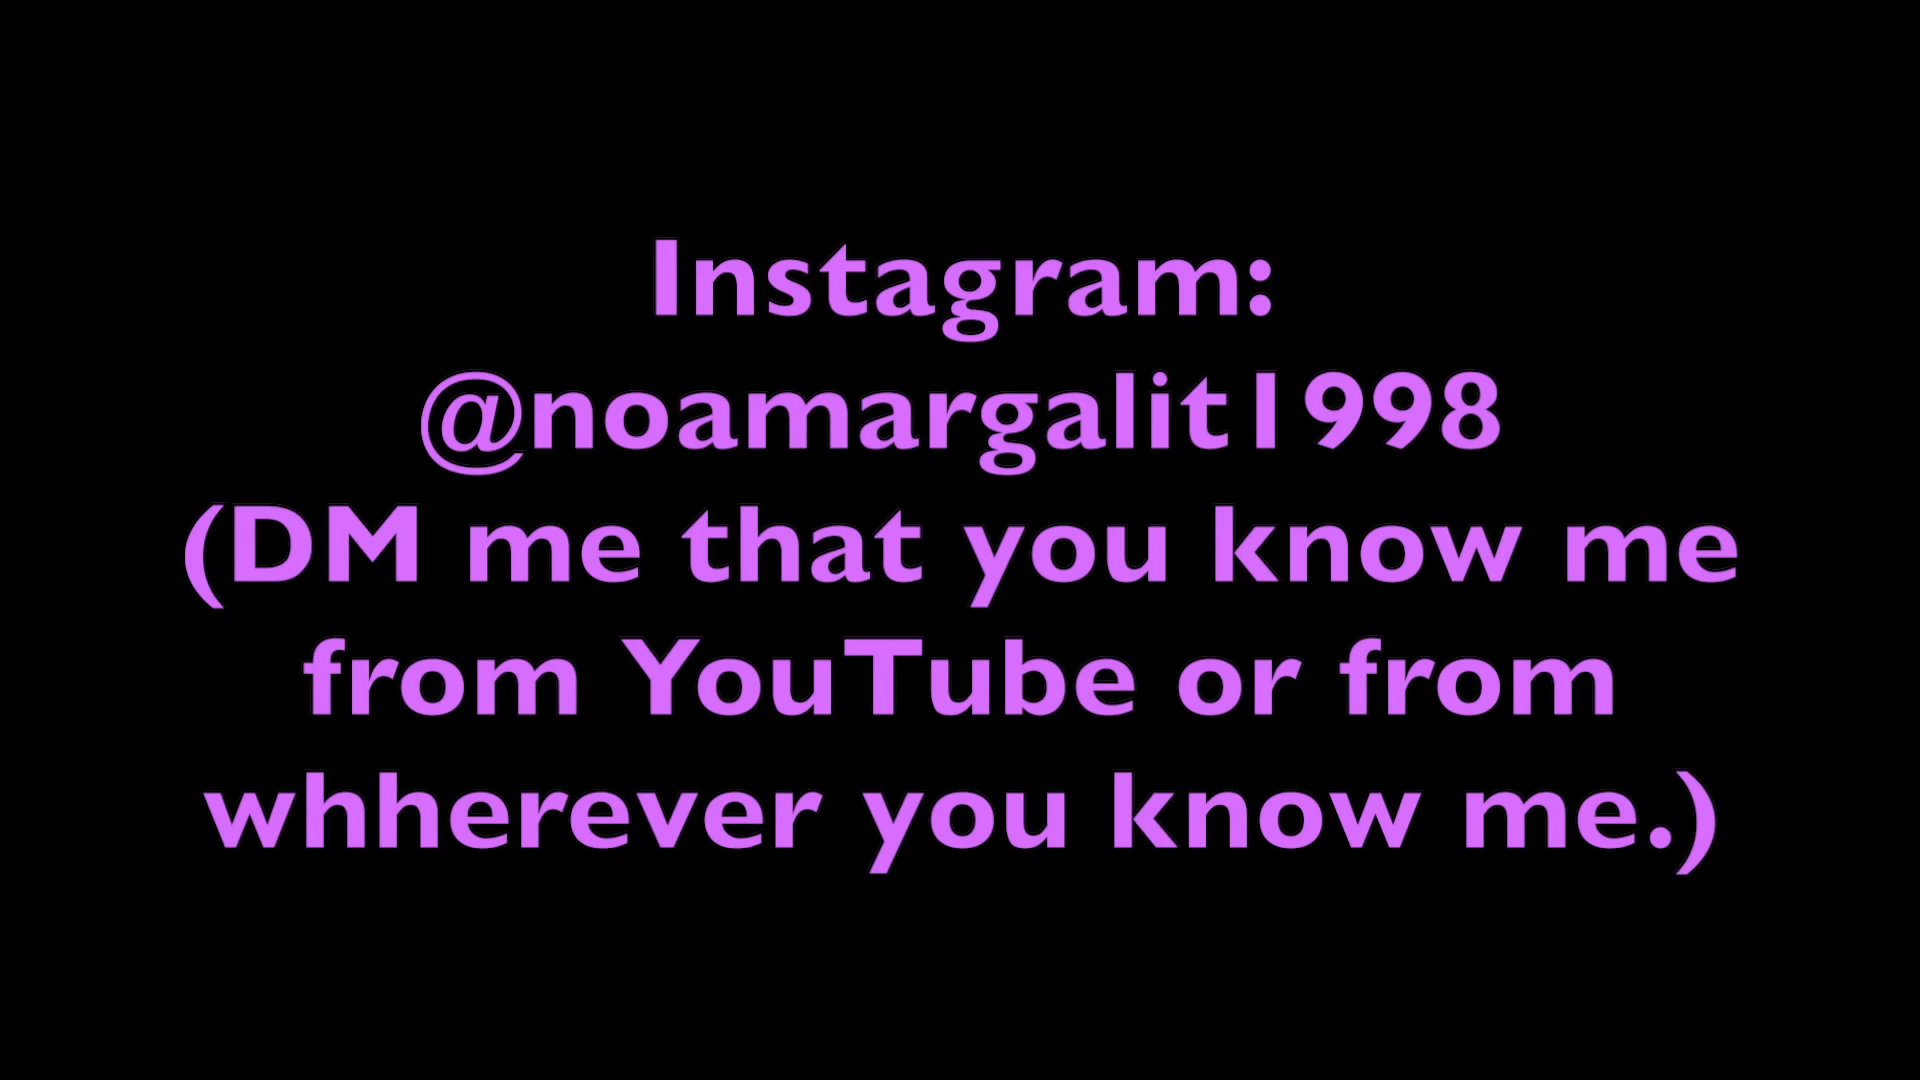 Instagram:
@noamargalit1998
(DM me that you know me
from YouTube or from
whherever you know me.)